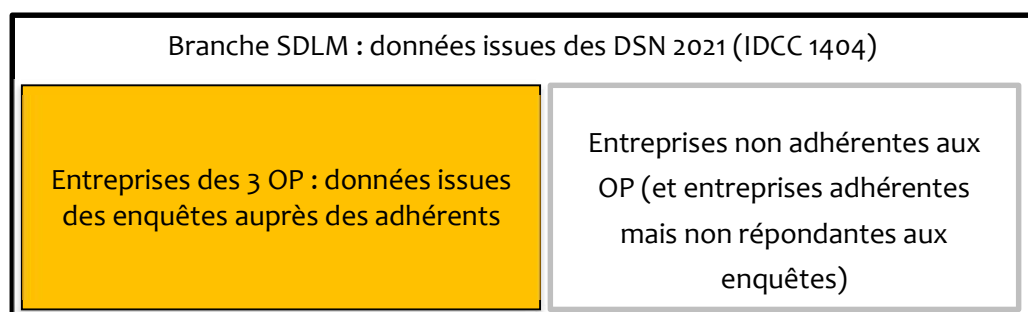 Branche SDLM : données issues des DSN 2021 (IDCC 1404)
Entreprises des 3 OP : données issues
des enquêtes auprès des adhérents
Entreprises non adhérentes aux
OP (et entreprises adhérentes
mais non répondantes aux
enquêtes)